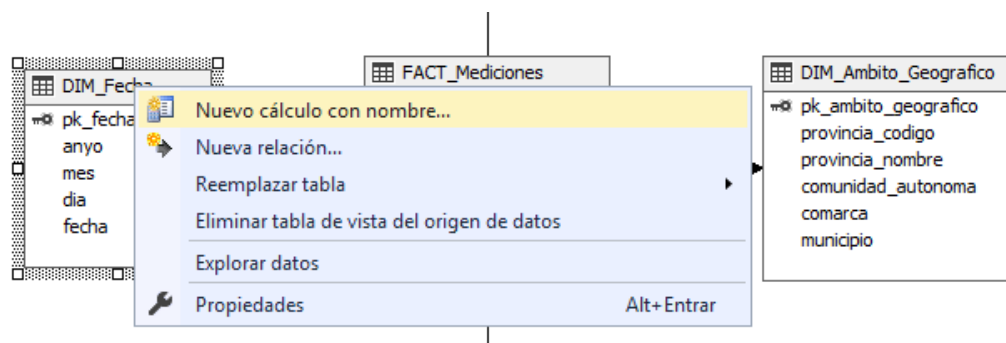 DIM_Fecha
pk_fecha
anyo
mes
dia
fecha
Nuevo cálculo con nombre...
Nueva relación...
Reemplazar tabla
Eliminar tabla de vista del origen de datos
Explorar datos
Propiedades Alt+Entrar
FACT_Mediciones
DIM_Ambito_Geografico
pk_ambito_geografico
provincia_codigo
provincia_nombre
comunidad_autonoma
comarca
municipio